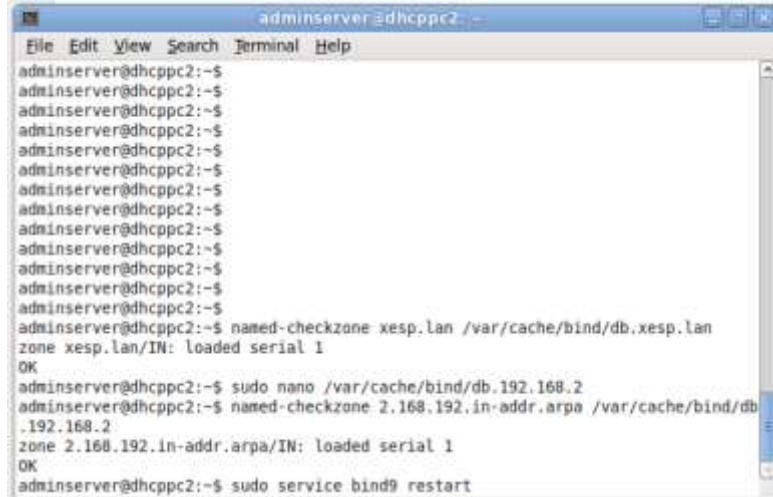 adminserver@dhcppc2: ~
File Edit View Search Terminal Help
adminserver@dhcppc2:~$
adminserver@dhcppc2:~$
adminserver@dhcppc2:~$
adminserver@dhcppc2:~$
adminserver@dhcppc2:~$
adminserver@dhcppc2:~$
adminserver@dhcppc2:~$
adminserver@dhcppc2:~$
adminserver@dhcppc2:~$
adminserver@dhcppc2:~$
adminserver@dhcppc2:~$
adminserver@dhcppc2:~$
adminserver@dhcppc2:~$
adminserver@dhcppc2:~$ named-checkzone xesp.lan /var/cache/bind/db.xesp.lan
zone xesp.lan/IN: loaded serial 1
OK
adminserver@dhcppc2:~$ sudo nano /var/cache/bind/db.192.168.2
adminserver@dhcppc2:~$ named-checkzone 2.168.192.in-addr.arpa /var/cache/bind/db
.192.168.2
zone 2.168.192.in-addr.arpa/IN: loaded serial 1
OK
adminserver@dhcppc2:~$ sudo service bind9 restart